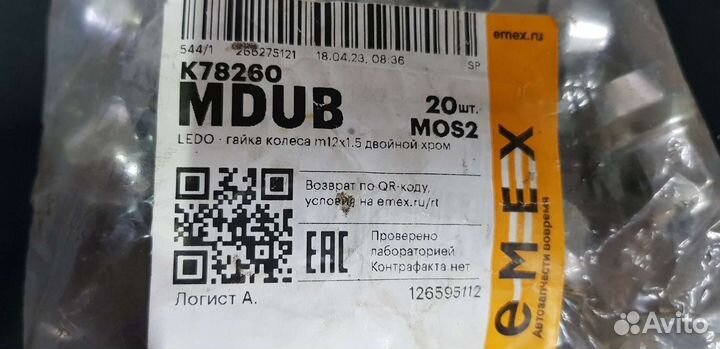 544/1 266275121 18.04.23, 08:36 SP
K78260
MDUB
20шт.
MOS2
LEDO - гайка колеса m12x1.5 двойной хром
Возврат по QR-коду,
условия на emex.ru/rt
EAC
Проверено
лабораторией
Контрафакта нет
Логист А.
126595112
emex.ru
eMEX
Автозапчасти вовремя
Avito